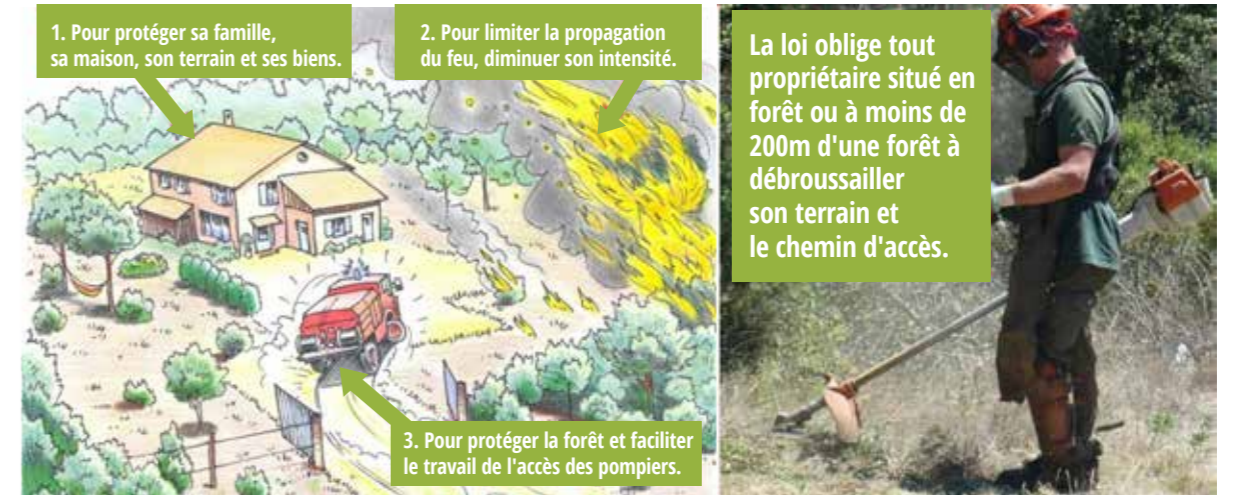 1. Pour protéger sa famille,
sa maison, son terrain et ses biens.
2. Pour limiter la propagation
du feu, diminuer son intensité.
3. Pour protéger la forêt et faciliter
le travail de l'accès des pompiers.
La loi oblige tout
propriétaire situé en
forêt ou à moins de
200m d'une forêt à
débroussailler
son terrain et
le chemin d'accès.